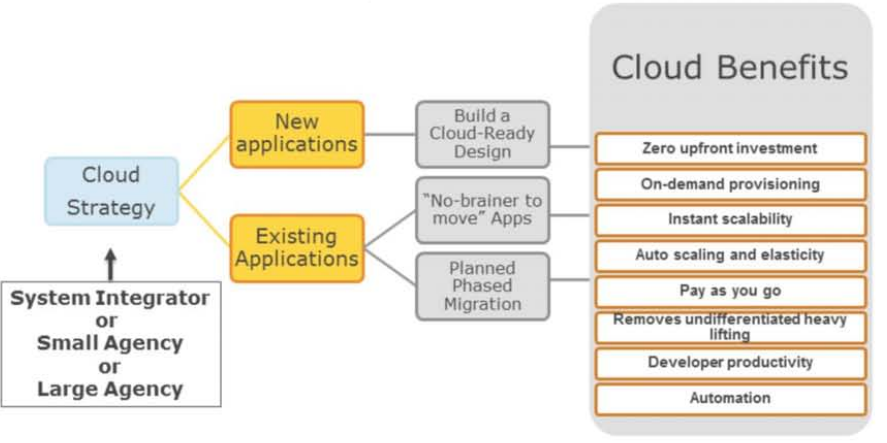 Cloud
Strategy
System Integrator
or
Small Agency
or
Large Agency
New
applications
Existing
Applications
Build a
Cloud-Ready
Design
"No-brainer to
move" Apps
Planned
Phased
Migration
Cloud Benefits
Zero upfront investment
On-demand provisioning
Instant scalability
Auto scaling and elasticity
Pay as you go
Removes undifferentiated heavy
lifting
Developer productivity
Automation